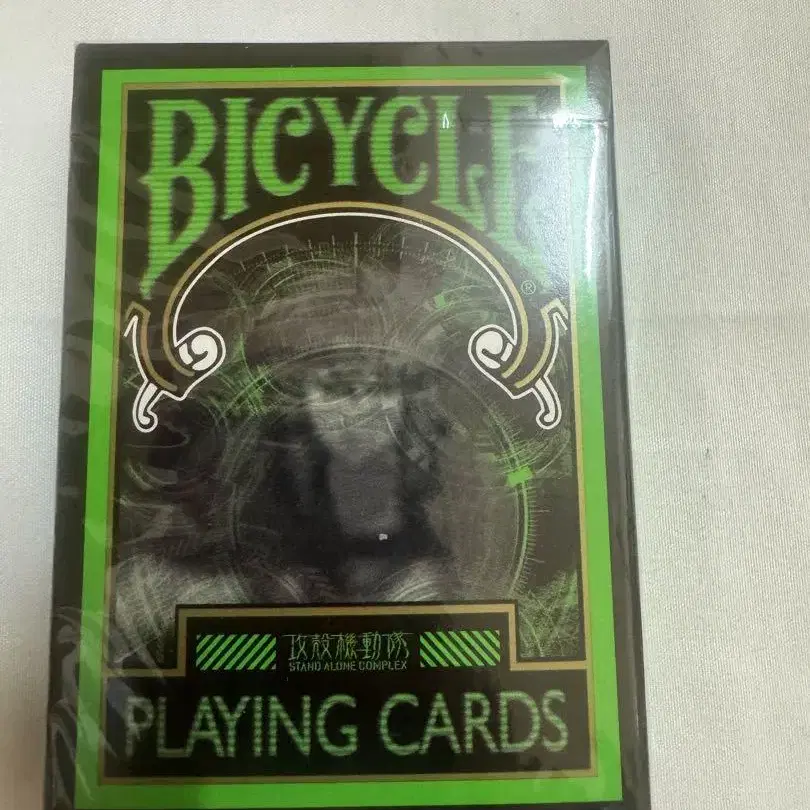 BICYCLE
®
攻殻機動隊
STAND ALONE COMPLEX
PLAYING CARDS